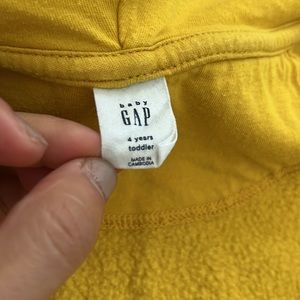 baby
GAP
4 years
toddler
MADE IN
CAMBODIA